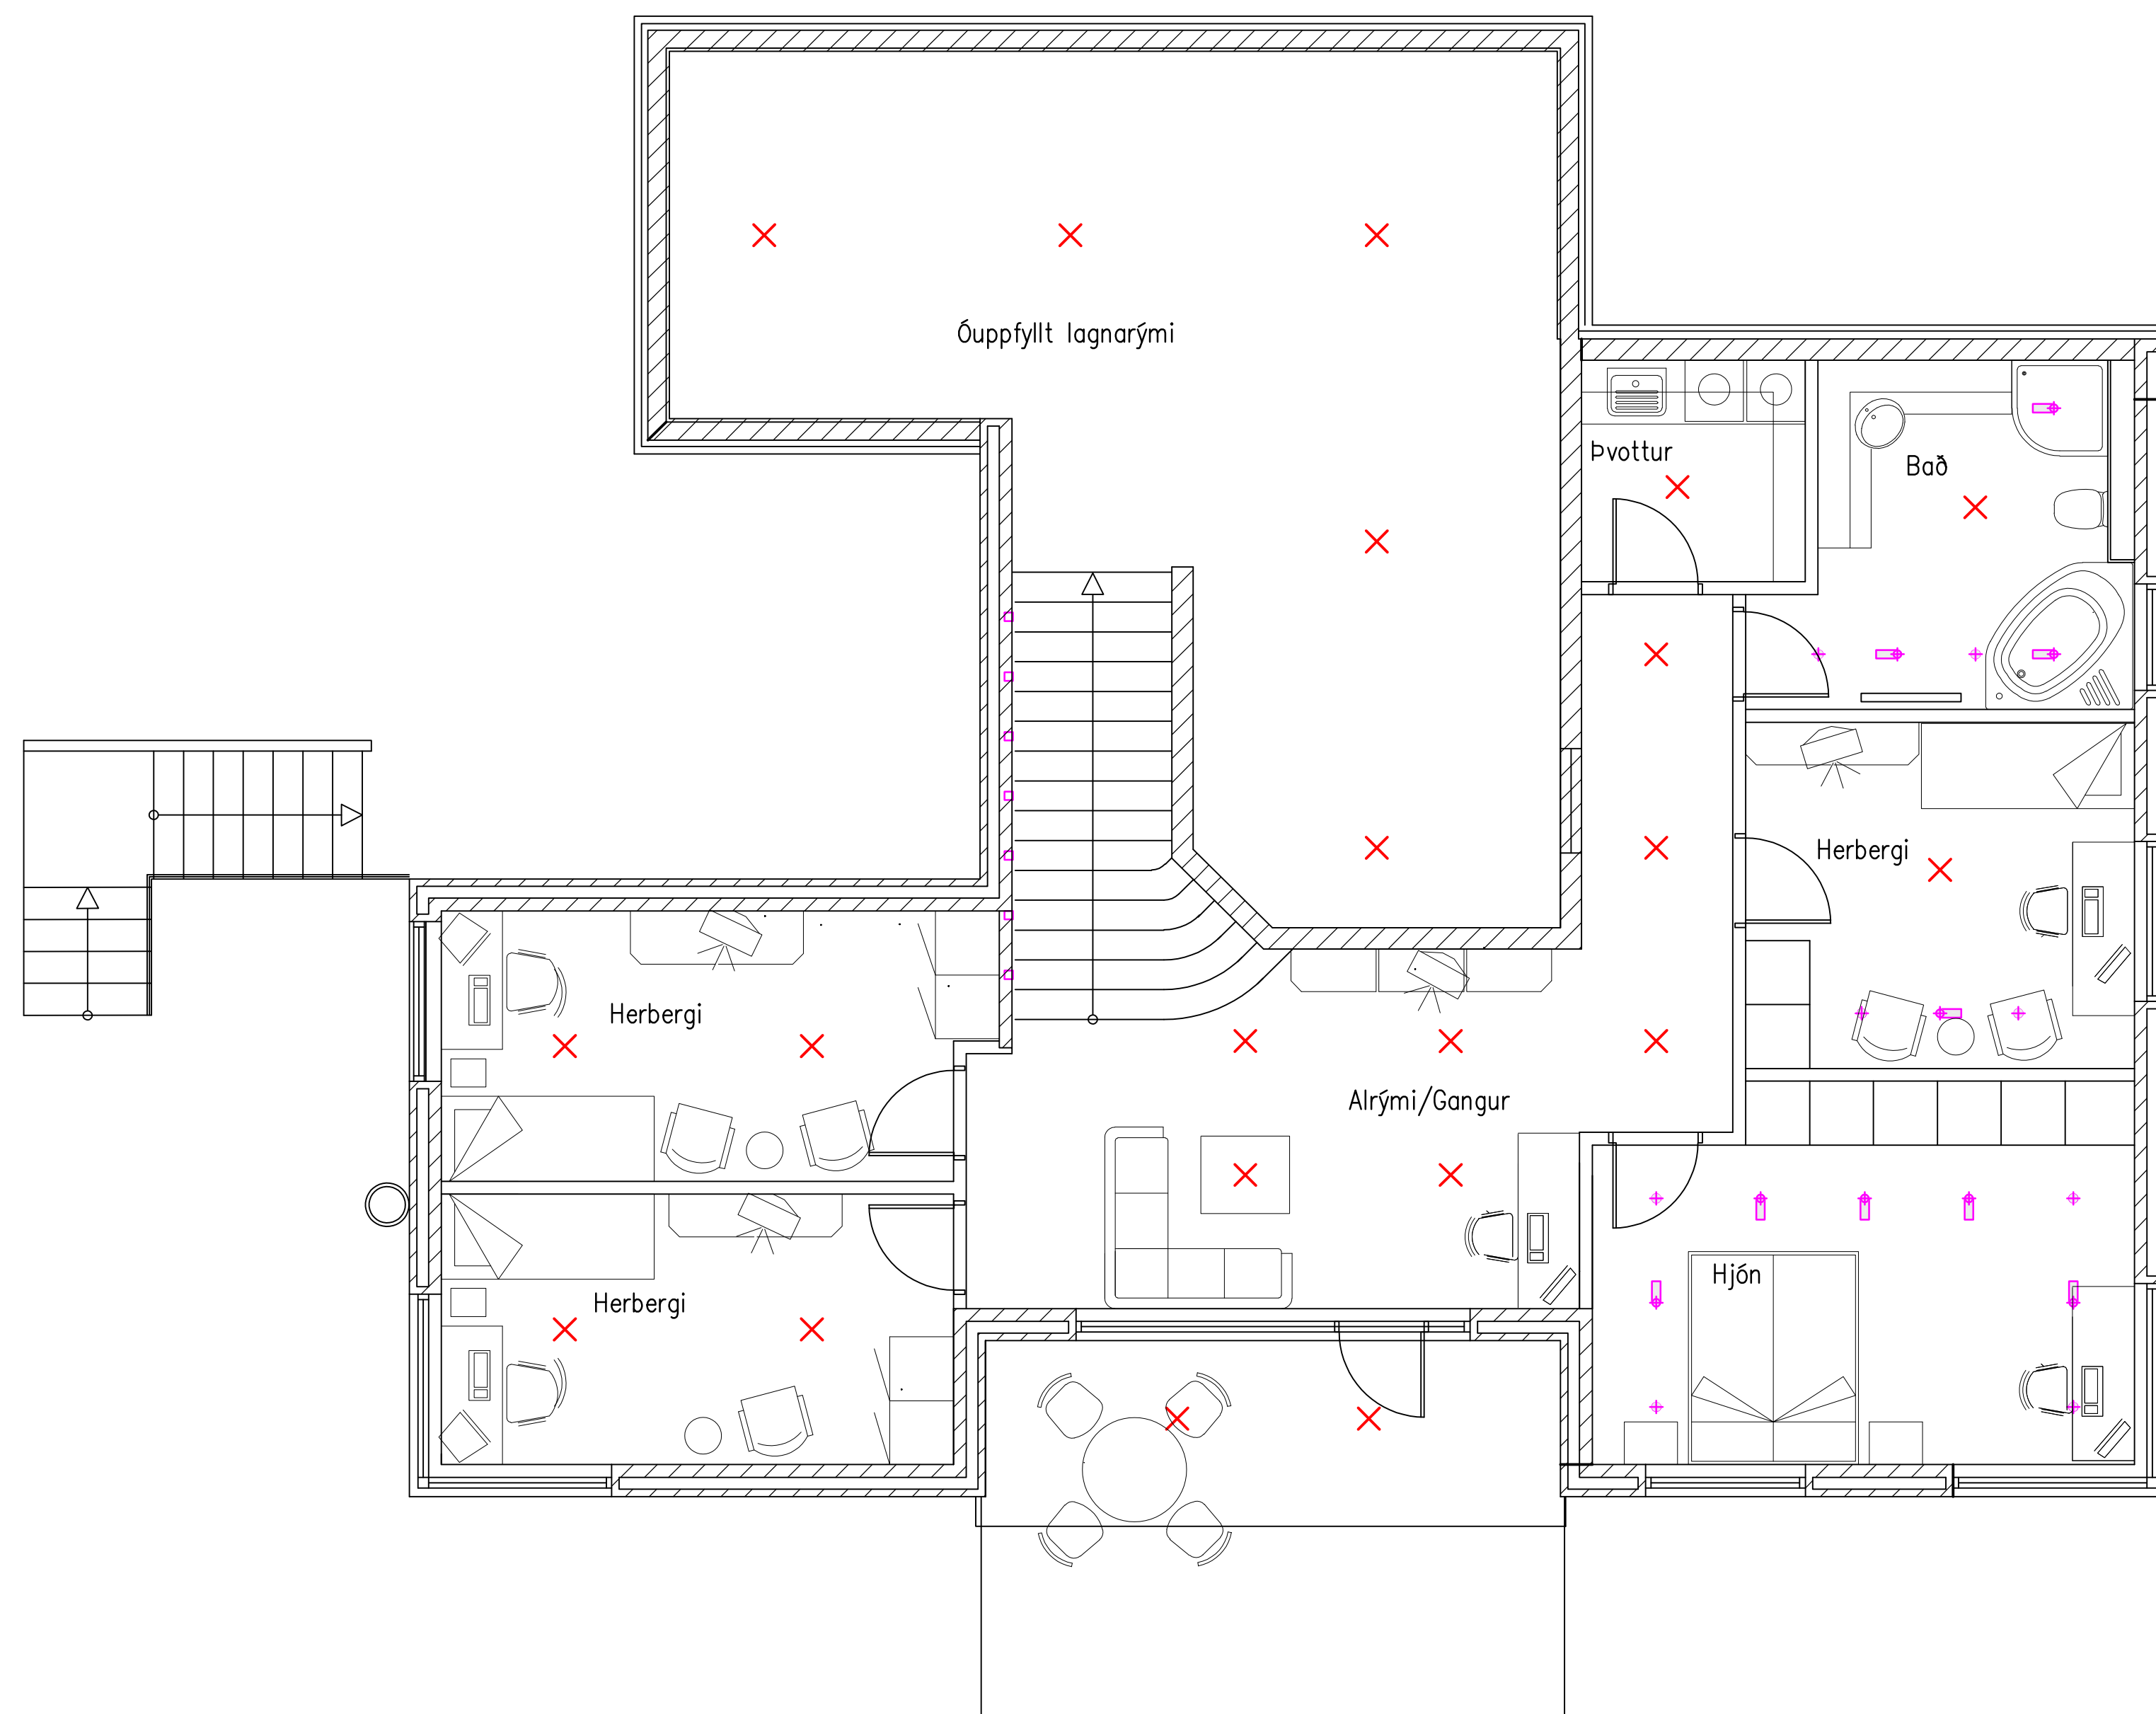 Óuppfyllt lagnarými
Þvottur
Bað
Herbergi
Herbergi
Alrými/Gangur
Hjón
Herbergi